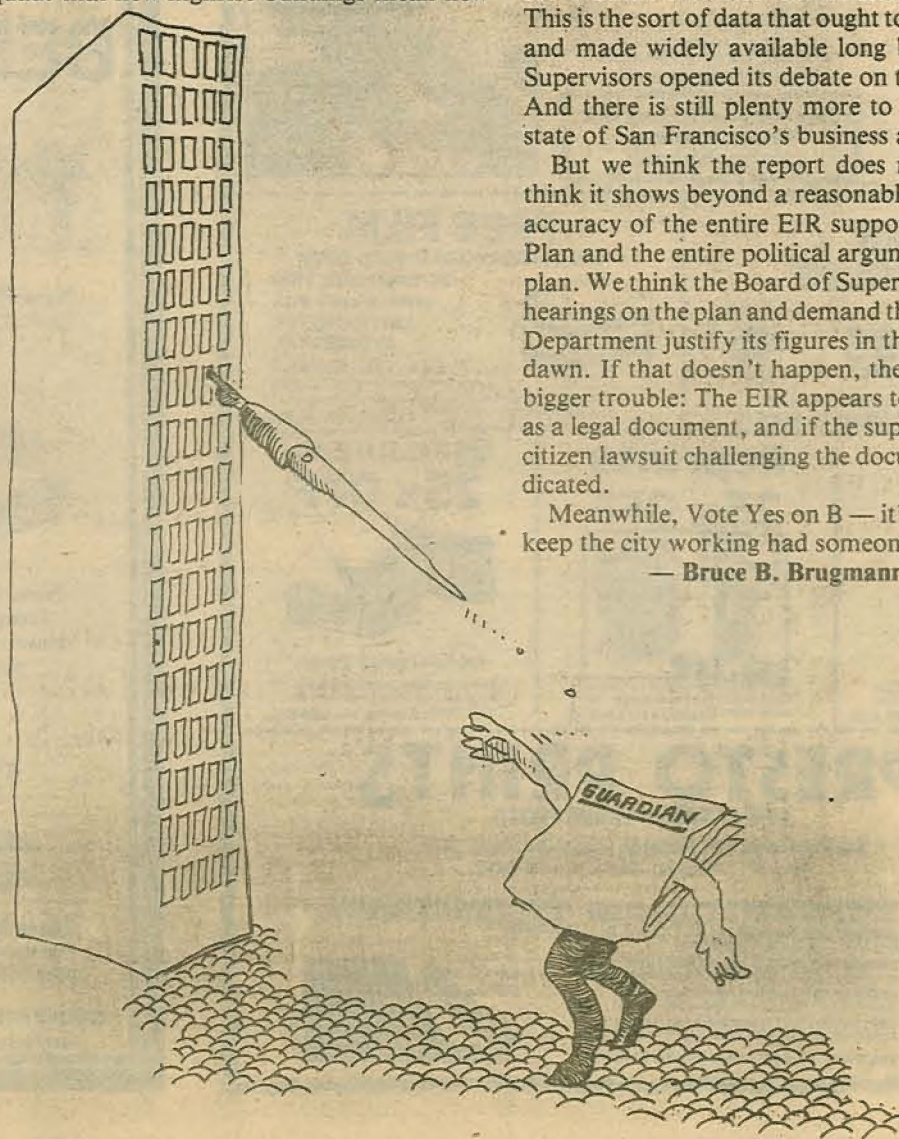 This is the sort of data that ought to
and made widely available long
Supervisors opened its debate on
And there is still plenty more to
state of San Francisco's business
But we think the report does
think it shows beyond a reasonabl
accuracy of the entire EIR suppo
Plan and the entire political argun
plan. We think the Board of Super
hearings on the plan and demand th
Department justify its figures in th
dawn. If that doesn't happen, the
bigger trouble: The EIR appears t
as a legal document, and if the sup
citizen lawsuit challenging the docu
dicated.
Meanwhile, Vote Yes on B — it'
keep the city working had someon
— Bruce B. Brugmann
GUARDIAN